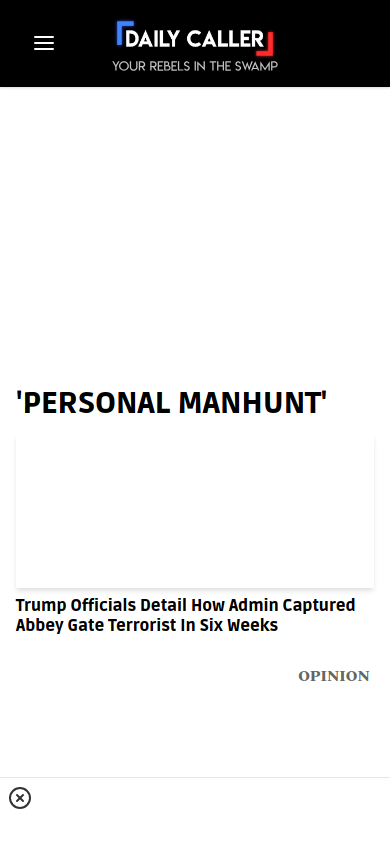 DAILY CALLER
YOUR REBELS IN THE SWAMP
'PERSONAL MANHUNT'
Trump Officials Detail How Admin Captured
Abbey Gate Terrorist In Six Weeks
OPINION